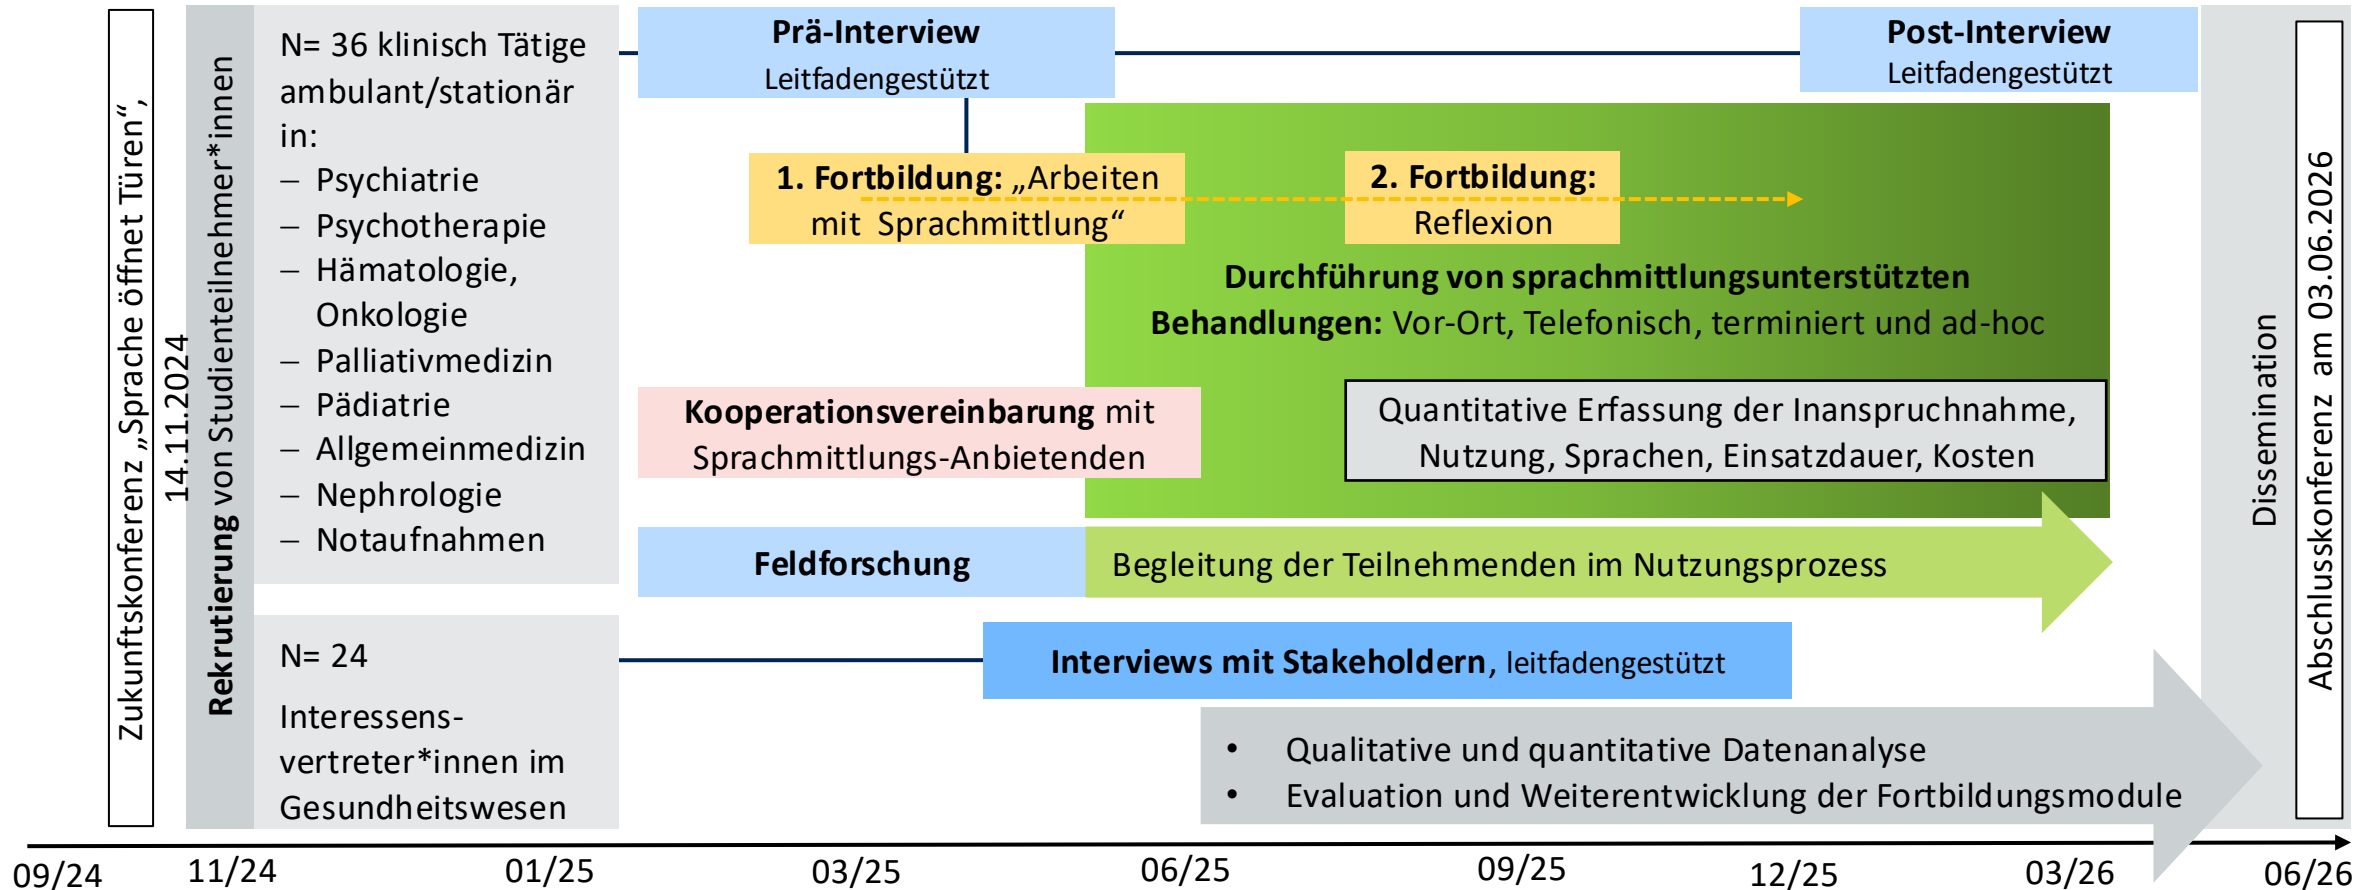 Zukunftskonferenz „Sprache öffnet Türen“,
14.11.2024
Rekrutierung von Studienteilnehmer*innen
N= 36 klinisch Tätige
ambulant/stationär
in:
– Psychiatrie
– Psychotherapie
– Hämatologie,
Onkologie
– Palliativmedizin
– Pädiatrie
– Allgemeinmedizin
– Nephrologie
– Notaufnahmen
N= 24
Interessens-
vertreter*innen im
Gesundheitswesen
Prä-Interview
Leitfadengestützt
Post-Interview
Leitfadengestützt
1. Fortbildung: „Arbeiten
mit Sprachmittlung“
2. Fortbildung:
Reflexion
Durchführung von sprachmittlungsunterstützten
Behandlungen: Vor-Ort, Telefonisch, terminiert und ad-hoc
Kooperationsvereinbarung mit
Sprachmittlungs-Anbietenden
Quantitative Erfassung der Inanspruchnahme,
Nutzung, Sprachen, Einsatzdauer, Kosten
Feldforschung
Begleitung der Teilnehmenden im Nutzungsprozess
Interviews mit Stakeholdern, leitfadengestützt
• Qualitative und quantitative Datenanalyse
• Evaluation und Weiterentwicklung der Fortbildungsmodule
Dissemination
Abschlusskonferenz am 03.06.2026
09/24 11/24 01/25 03/25 06/25 09/25 12/25 03/26 06/26